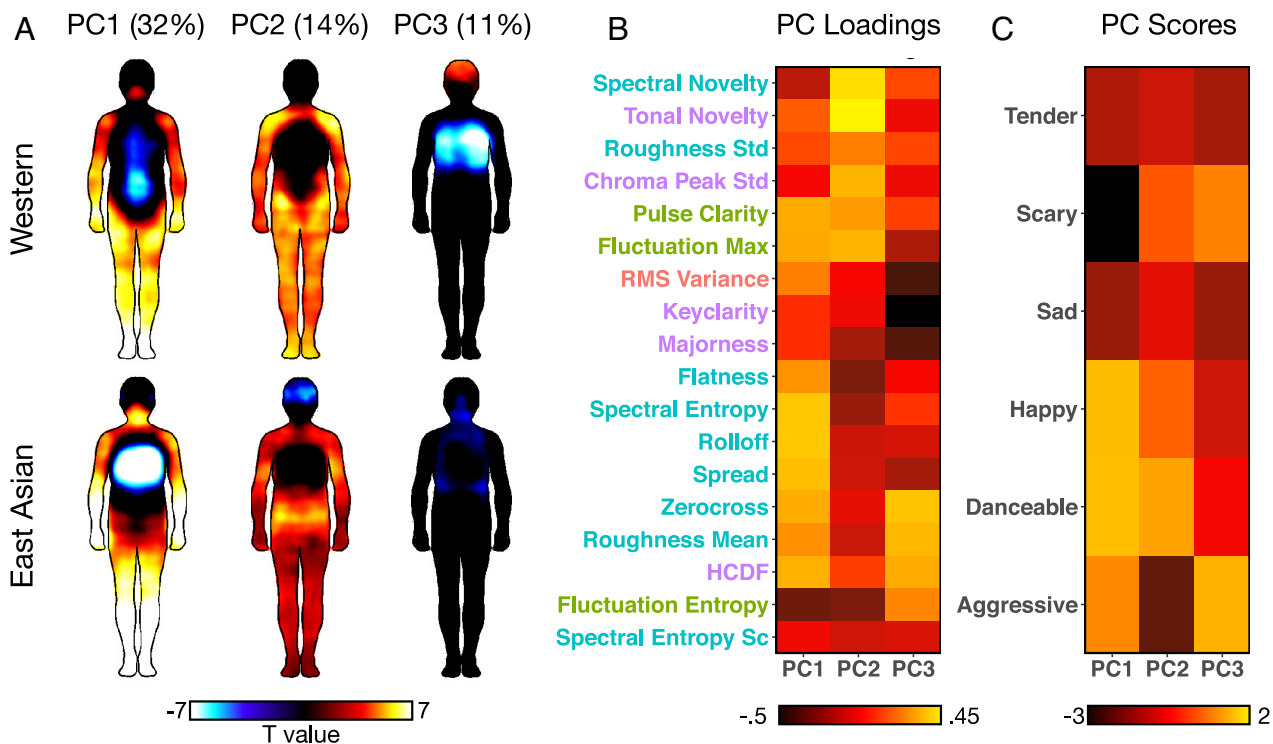 A
PC1 (32%)
PC2 (14%)
PC3 (11%)
Western
East Asian
-7
7
T value
B
PC Loadings
Spectral Novelty
Tonal Novelty
Roughness Std
Chroma Peak Std
Pulse Clarity
Fluctuation Max
RMS Variance
Keyclarity
Majorness
Flatness
Spectral Entropy
Rolloff
Spread
Zerocross
Roughness Mean
HCDF
Fluctuation Entropy
Spectral Entropy Sc
PC1 PC2 PC3
-.5
.45
C
PC Scores
Tender
Scary
Sad
Happy
Danceable
Aggressive
PC1 PC2 PC3
-3
2